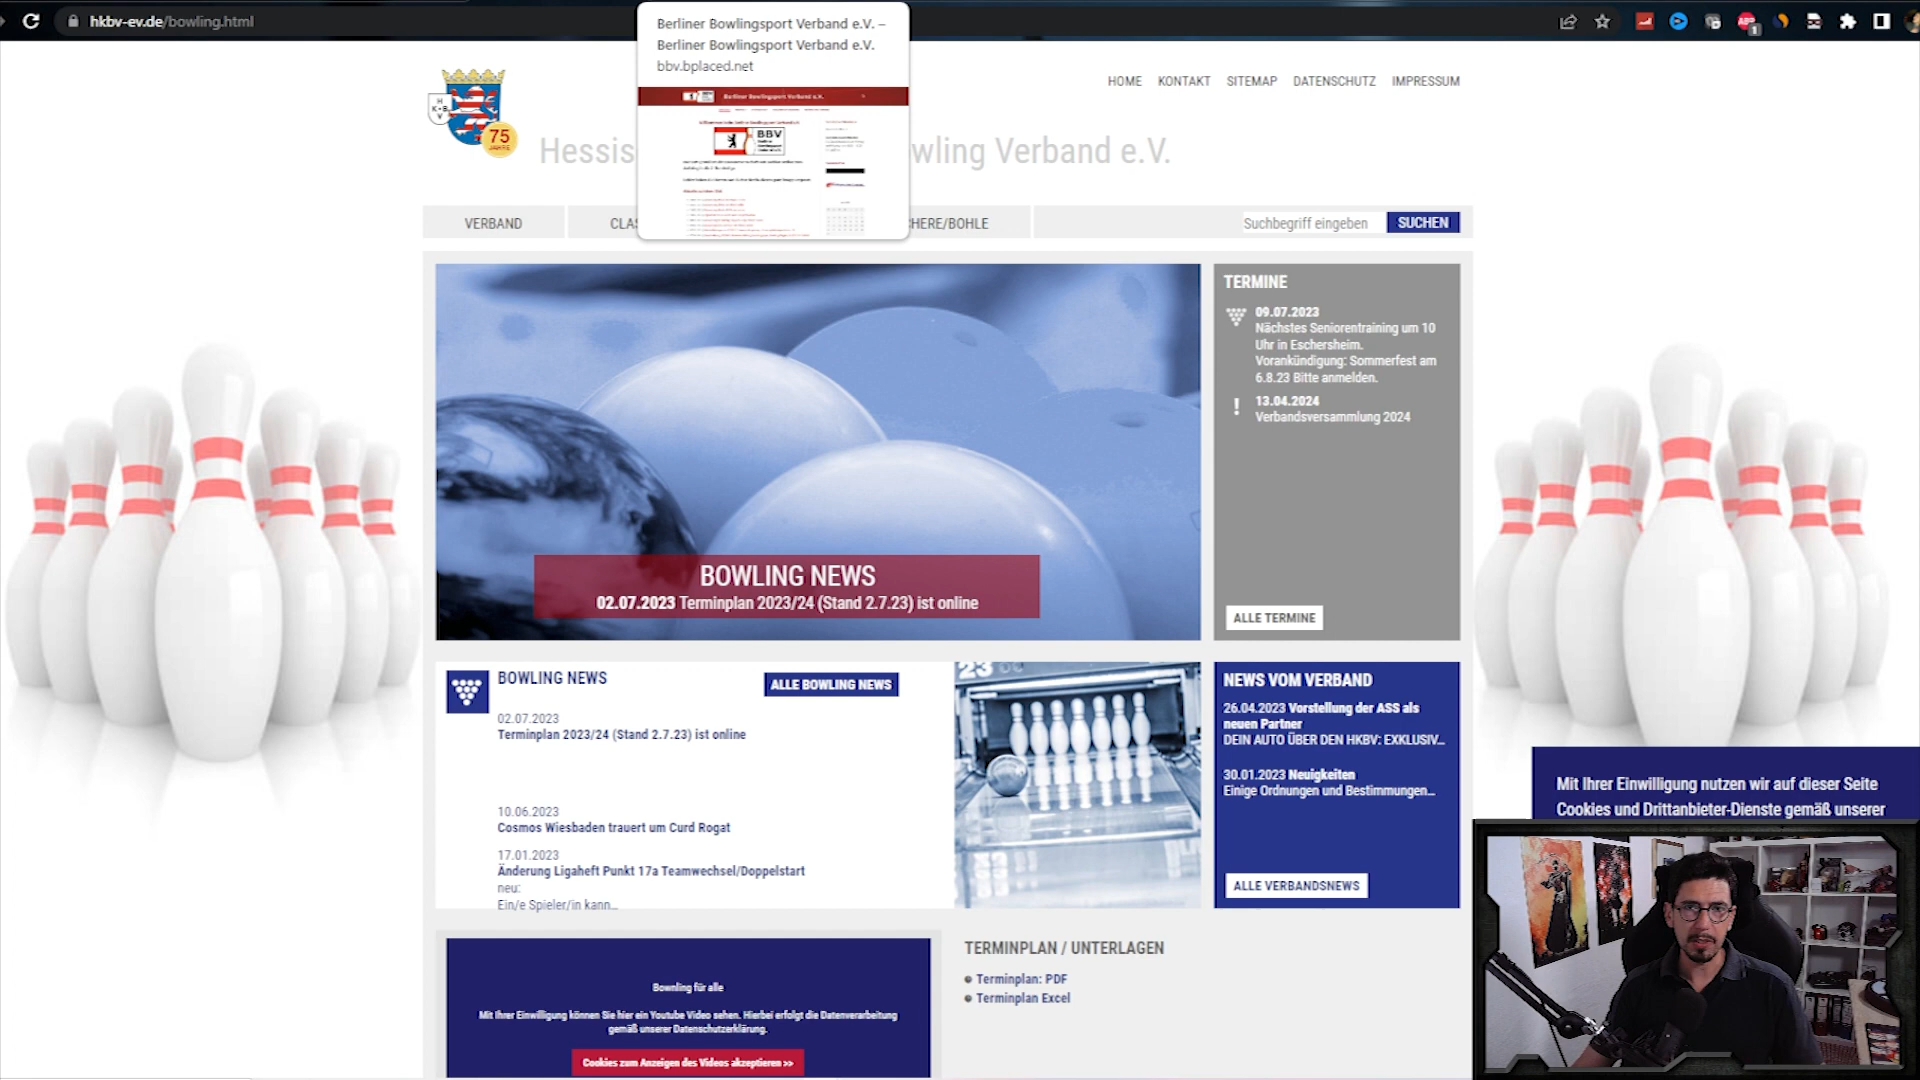 hkbv-ev.de/bowling.html
Berliner Bowlingsport Verband e.V. –
Berliner Bowlingsport Verband e.V.
bbv.bplaced.net
Berliner Bowlingsport Verband e.V.
BBV
HOME KONTAKT SITEMAP DATENSCHUTZ IMPRESSUM
H
K+B
V
75
JAHRE
Hessis
wling Verband e.V.
VERBAND
CLAS
CHERE/BOHLE
Suchbegriff eingeben
SUCHEN
TERMINE
09.07.2023
Nächstes Seniorentraining um 10
Uhr in Eschersheim.
Vorankündigung: Sommerfest am
6.8.23 Bitte anmelden.
13.04.2024
Verbandsversammlung 2024
ALLE TERMINE
BOWLING NEWS
02.07.2023 Terminplan 2023/24 (Stand 2.7.23) ist online
BOWLING NEWS
ALLE BOWLING NEWS
02.07.2023
Terminplan 2023/24 (Stand 2.7.23) ist online
10.06.2023
Cosmos Wiesbaden trauert um Curd Rogat
17.01.2023
Änderung Ligaheft Punkt 17a Teamwechsel/Doppelstart
neu:
Ein/e Spieler/in kann...
23
NEWS VOM VERBAND
26.04.2023 Vorstellung der ASS als
neuen Partner
DEIN AUTO ÜBER DEN HKBV: EXKLUSIV...
30.01.2023 Neuigkeiten
Einige Ordnungen und Bestimmungen...
ALLE VERBANDSNEWS
Mit Ihrer Einwilligung nutzen wir auf dieser Seite
Cookies und Drittanbieter-Dienste gemäß unserer
Bownling für alle
Mit Ihrer Einwilligung können Sie hier ein Youtube Video sehen. Hierbei erfolgt die Datenverarbeitung
gemäß unserer Datenschutzerklärung.
Cookies zum Anzeigen des Videos akzeptieren >>
TERMINPLAN / UNTERLAGEN
Terminplan: PDF
Terminplan Excel